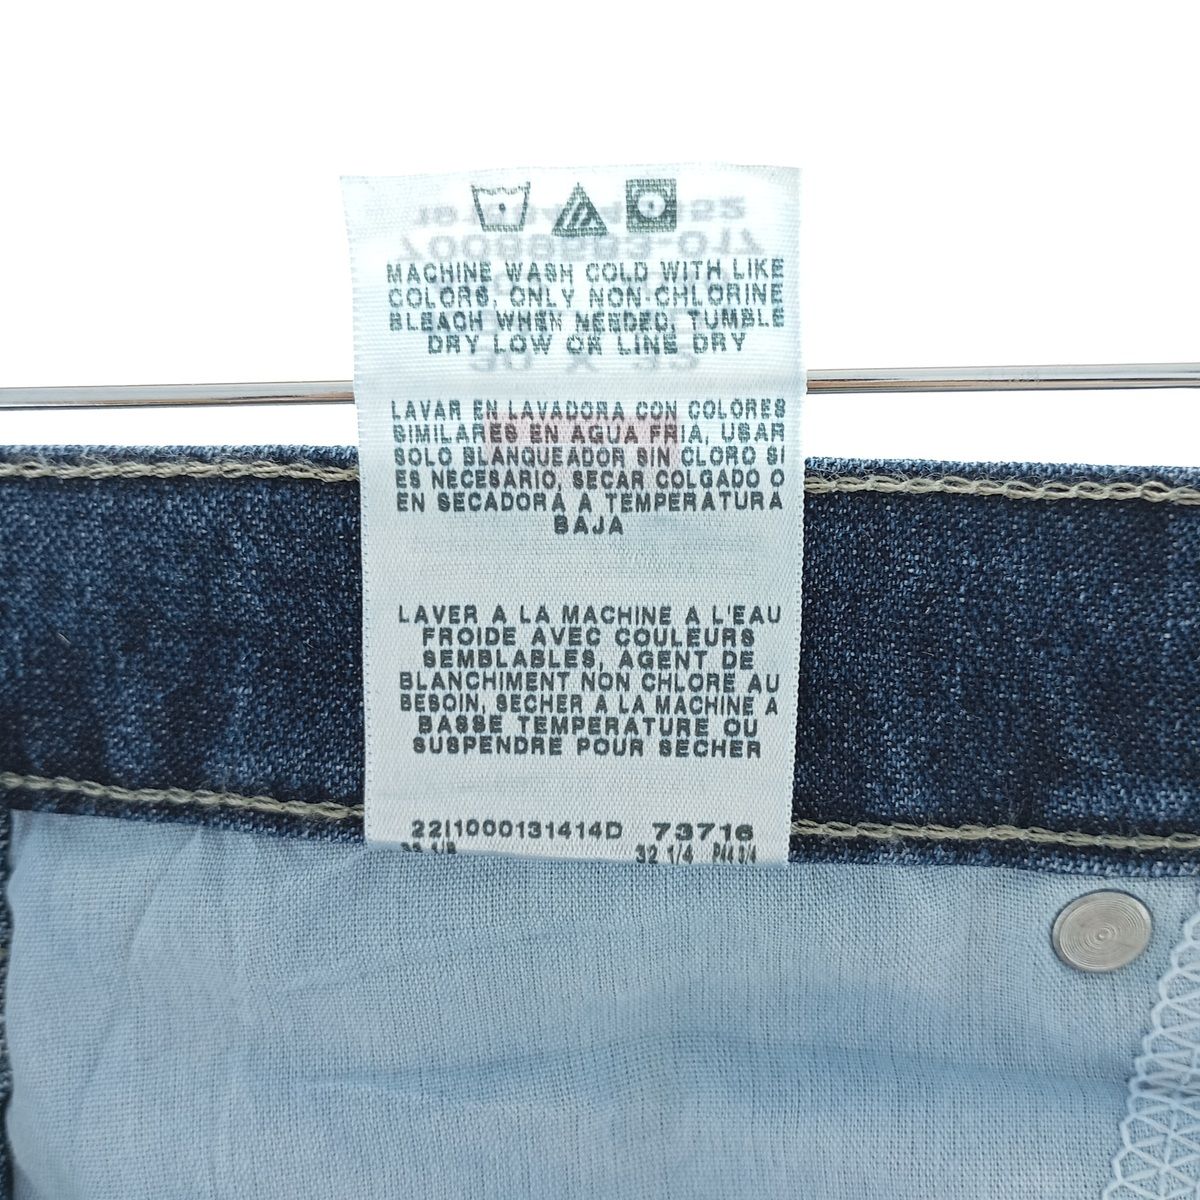 MACHINE WASH COLD WITH LIKE
COLORS, ONLY NON-CHLORINE
BLEACH WHEN NEEDED, TUMBLE
DRY LOW OR LINE DRY
LAVAR EN LAVADORA CON COLORES
SIMILARES EN AGUA FRIA, USAR
SOLO BLANQUEADOR SIN CLORO SI
ES NECESARIO, SECAR COLGADO O
EN SECADORA A TEMPERATURA
BAJA
LAVER A LA MACHINE A L'EAU
FROIDE AVEC COULEURS
SEMBLABLES, AGENT DE
BLANCHIMENT NON CHLORE AU
BESOIN, SECHER A LA MACHINE A
BASSE TEMPERATURE OU
SUSPENDRE POUR SECHER
22I1000131414D 73716
32 1/4